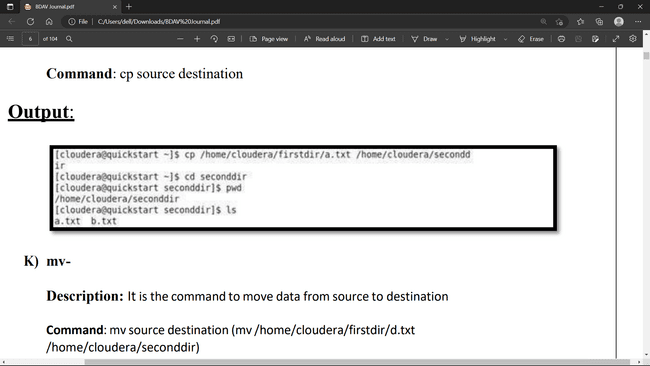 BDAV Journal.pdf
File C:/Users/dell/Downloads/BDAV%20Journal.pdf
6 of 104 Page view Read aloud Add text Draw Highlight Erase
Command: cp source destination
Output:
[cloudera@quickstart ~]$ cp /home/cloudera/firstdir/a.txt /home/cloudera/secondd
ir
[cloudera@quickstart ~]$ cd seconddir
[cloudera@quickstart seconddir]$ pwd
/home/cloudera/seconddir
[cloudera@quickstart seconddir]$ ls
a.txt b.txt
K) mv-
Description: It is the command to move data from source to destination
Command: mv source destination (mv /home/cloudera/firstdir/d.txt
/home/cloudera/seconddir)